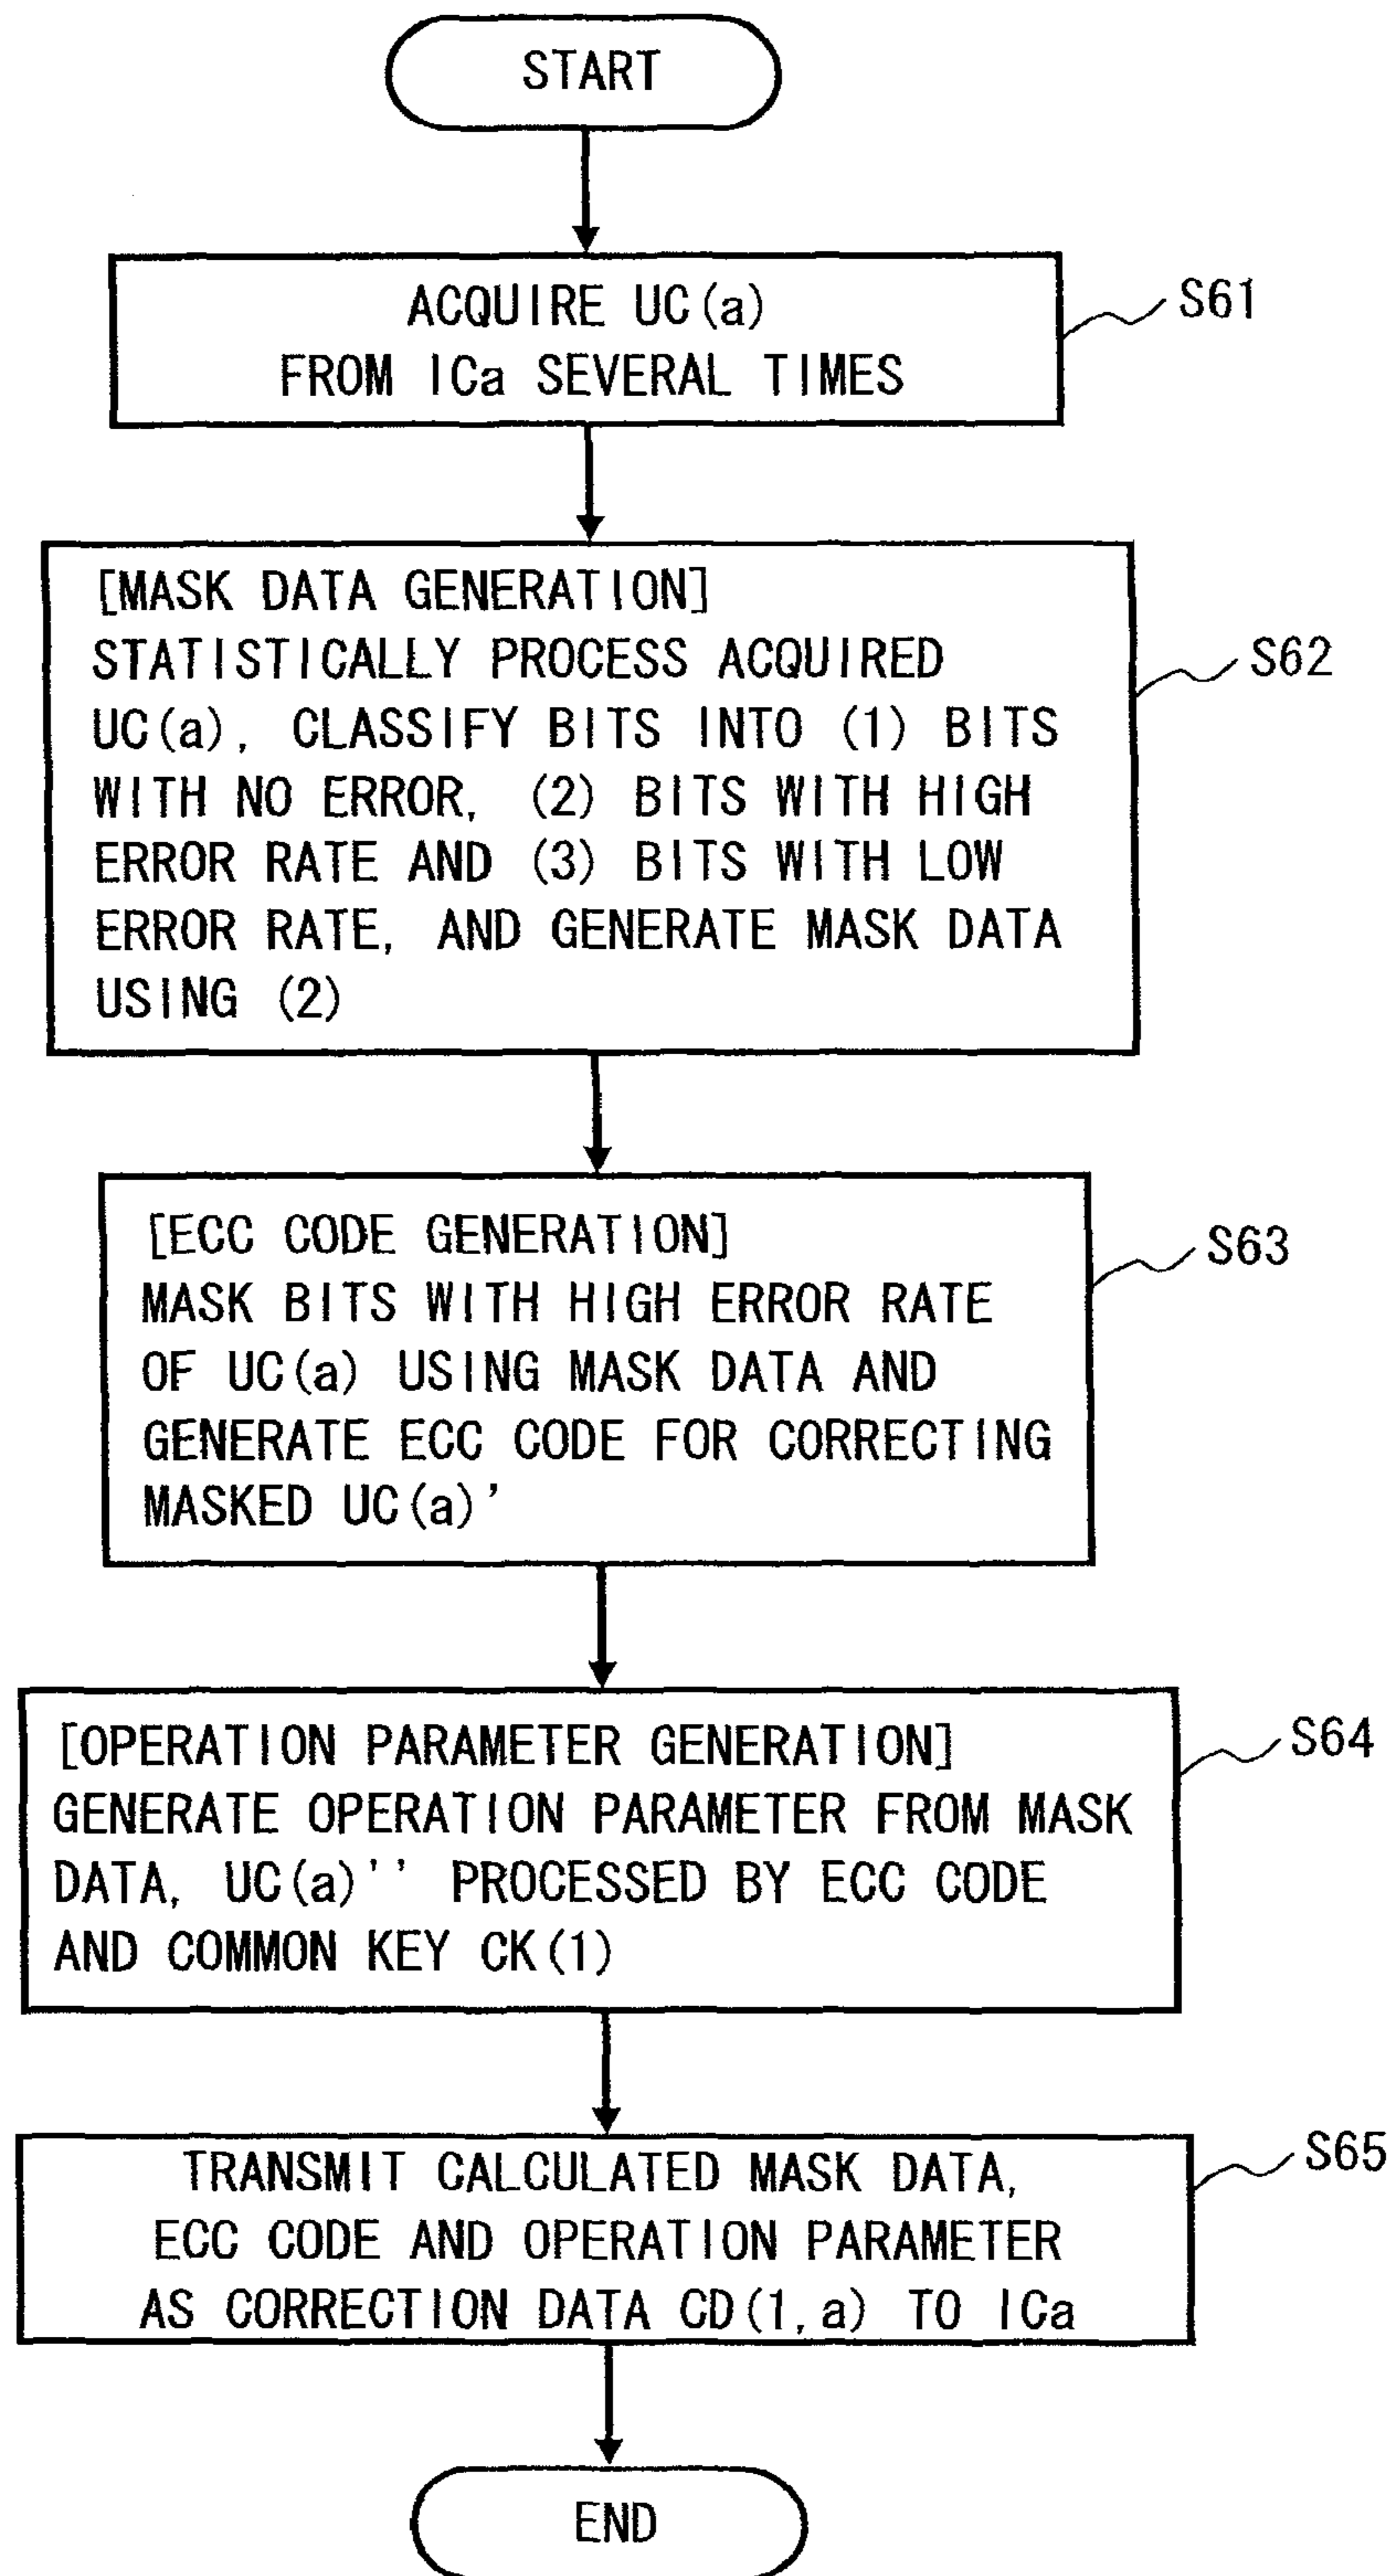 START
ACQUIRE UC(a)
FROM ICa SEVERAL TIMES
S61
[MASK DATA GENERATION]
STATISTICALLY PROCESS ACQUIRED
UC(a), CLASSIFY BITS INTO (1) BITS
WITH NO ERROR, (2) BITS WITH HIGH
ERROR RATE AND (3) BITS WITH LOW
ERROR RATE, AND GENERATE MASK DATA
USING (2)
S62
[ECC CODE GENERATION]
MASK BITS WITH HIGH ERROR RATE
OF UC(a) USING MASK DATA AND
GENERATE ECC CODE FOR CORRECTING
MASKED UC(a)'
S63
[OPERATION PARAMETER GENERATION]
GENERATE OPERATION PARAMETER FROM MASK
DATA, UC(a)'' PROCESSED BY ECC CODE
AND COMMON KEY CK(1)
S64
TRANSMIT CALCULATED MASK DATA,
ECC CODE AND OPERATION PARAMETER
AS CORRECTION DATA CD(1,a) TO ICa
S65
END